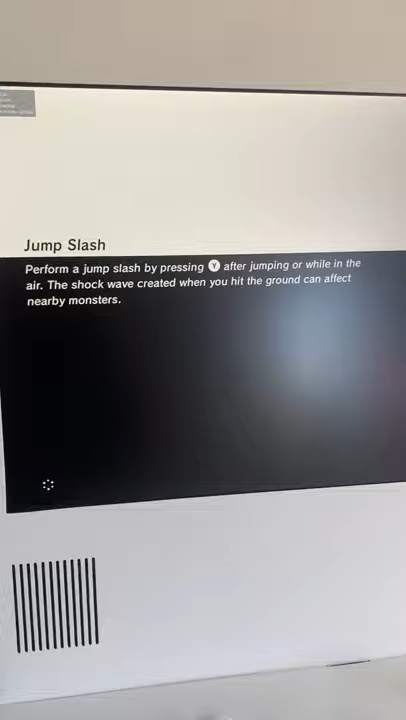 Jump Slash
Perform a jump slash by pressing Y after jumping or while in the
air. The shock wave created when you hit the ground can affect
nearby monsters.